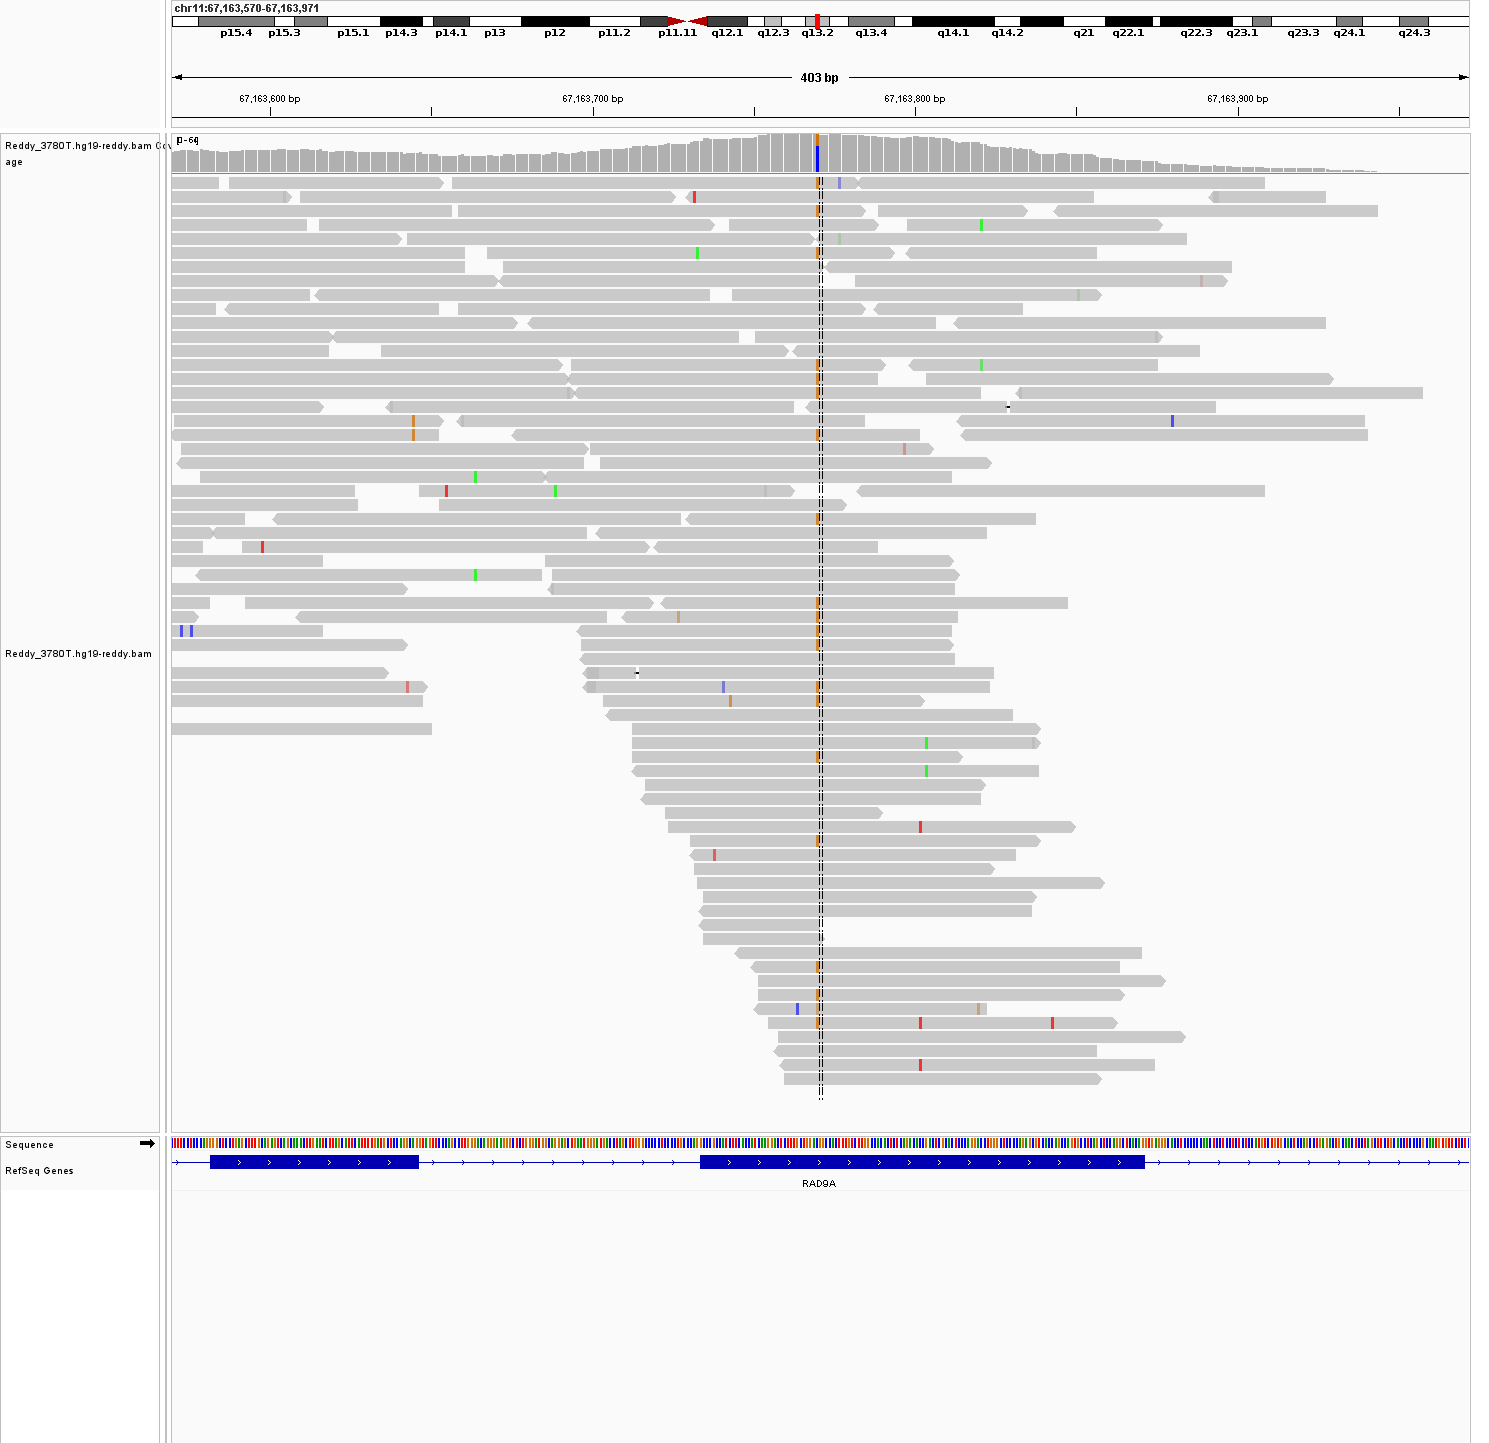 chr11:67,163,570-67,163,971
p15.4 p15.3 p15.1 p14.3 p14.1 p13 p12 p11.2 p11.11 q12.1 q12.3 q13.2 q13.4 q14.1 q14.2 q21 q22.1 q22.3 q23.1 q23.3 q24.1 q24.3
403 bp
67,163,600 bp 67,163,700 bp 67,163,800 bp 67,163,900 bp
Reddy_3780T.hg19-reddy.bam Cov
age
[0-64]
Reddy_3780T.hg19-reddy.bam
Sequence
RefSeq Genes
RAD9A